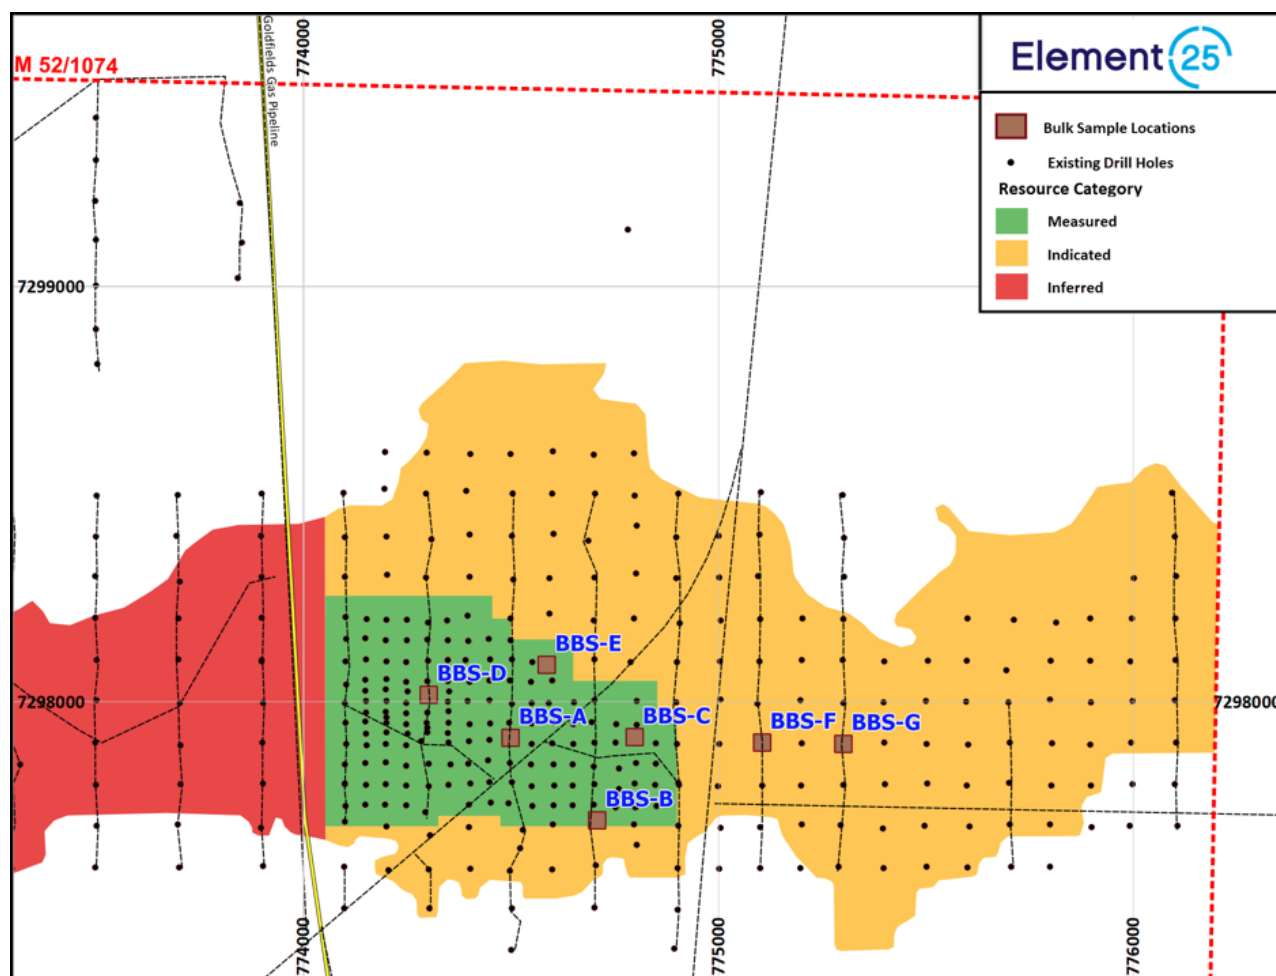 774000
775000
Goldfields Gas Pipeline
Element 25
M 52/1074
Bulk Sample Locations
Existing Drill Holes
Resource Category
Measured
Indicated
Inferred
7299000
BBS-E
BBS-D
7298000
7298000
BBS-A
BBS-C
BBS-F
BBS-G
BBS-B
774000
775000
776000